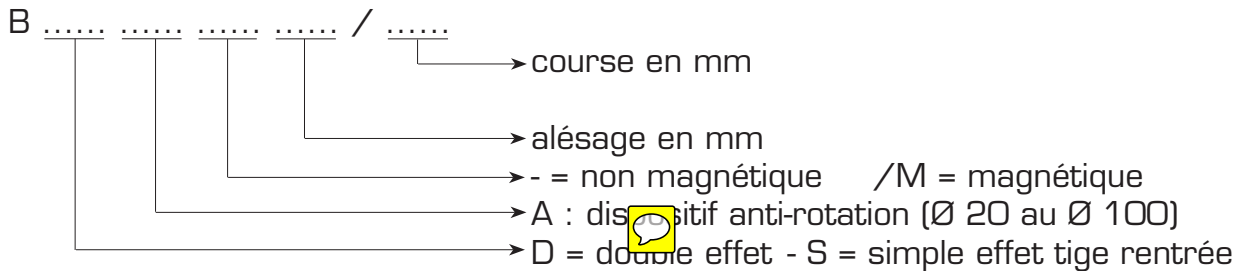 B ...... ...... ...... ...... / ......
course en mm
alésage en mm
- = non magnétique /M = magnétique
A : dispositif anti-rotation (Ø 20 au Ø 100)
D = double effet - S = simple effet tige rentrée